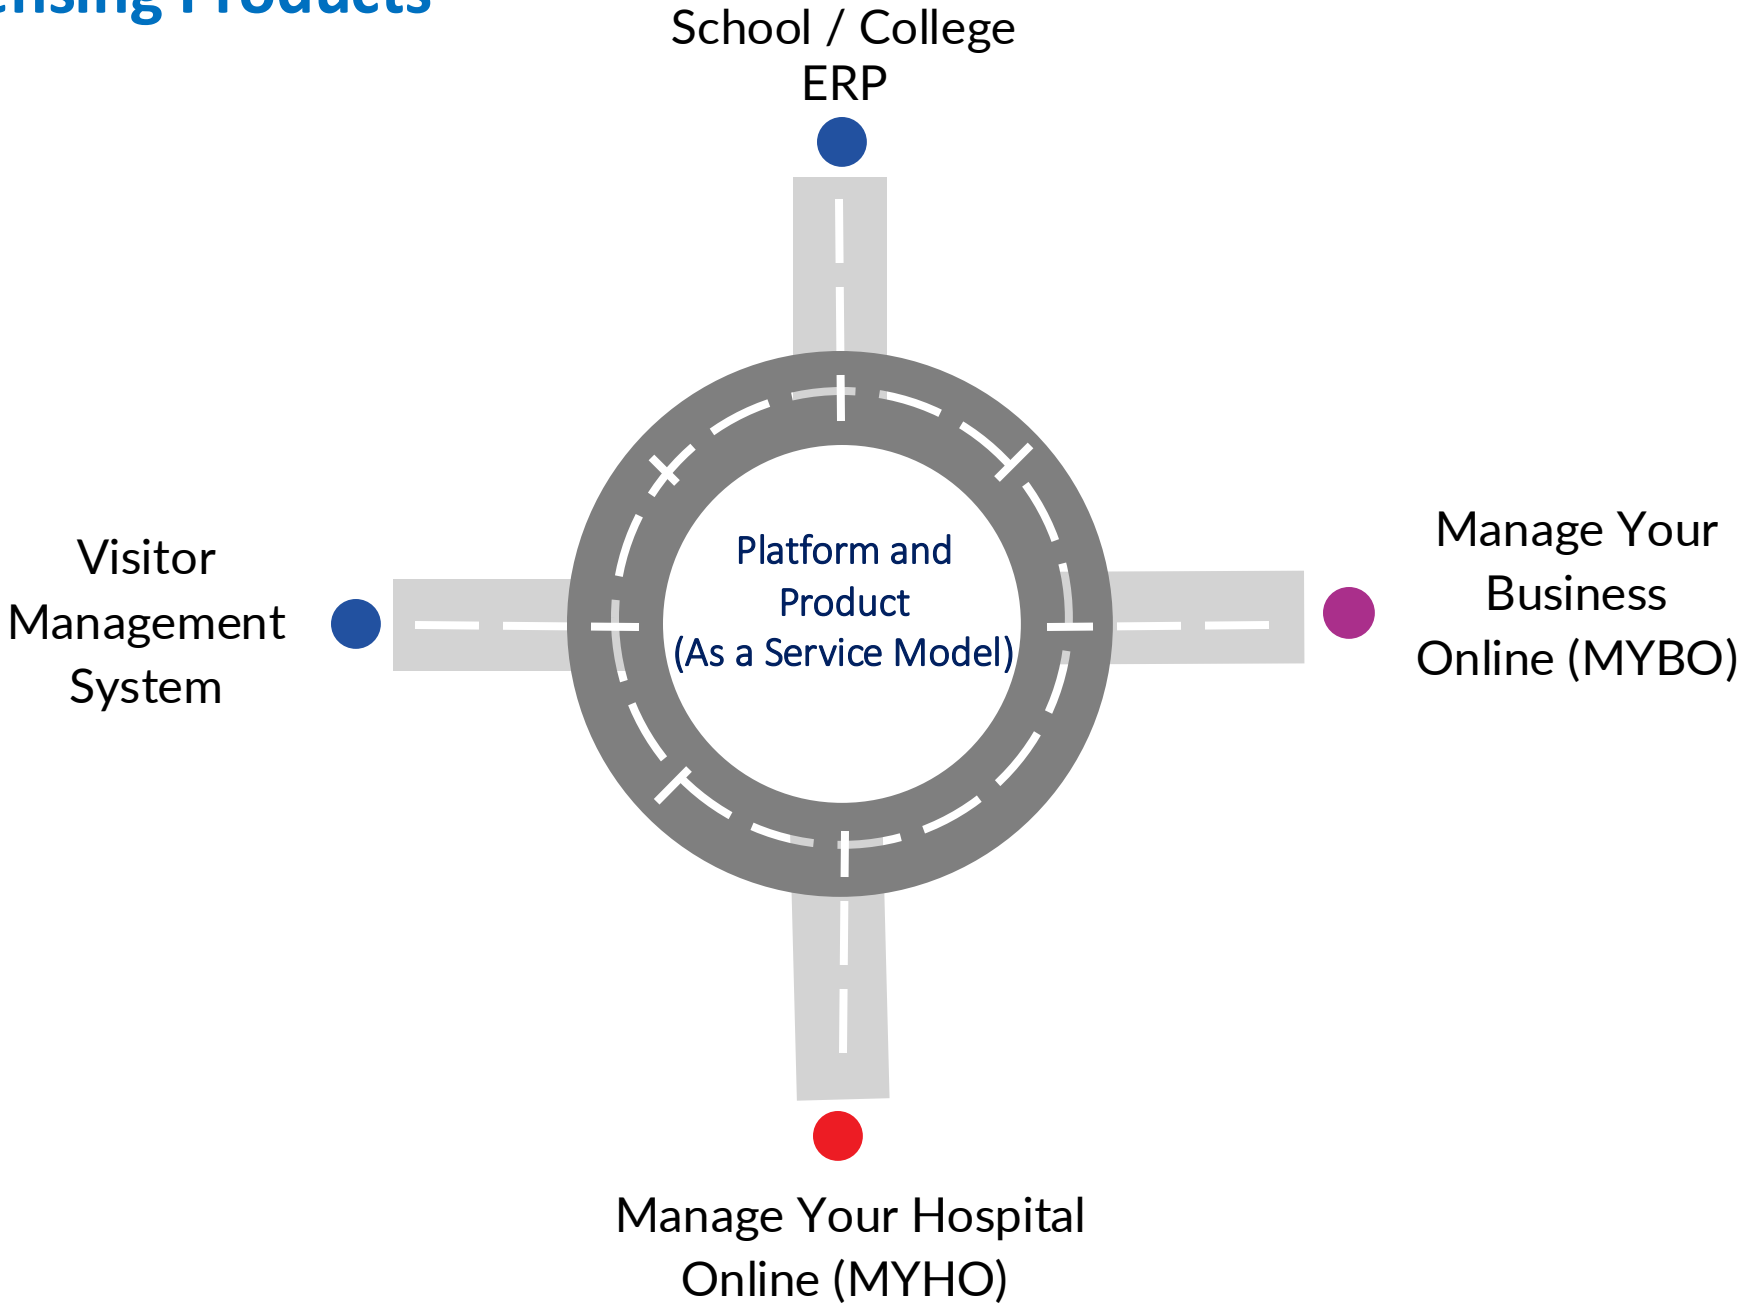 Products
School / College
ERP
Platform and
Product
(As a Service Model)
Visitor
Management
System
Manage Your
Business
Online (MYBO)
Manage Your Hospital
Online (MYHO)